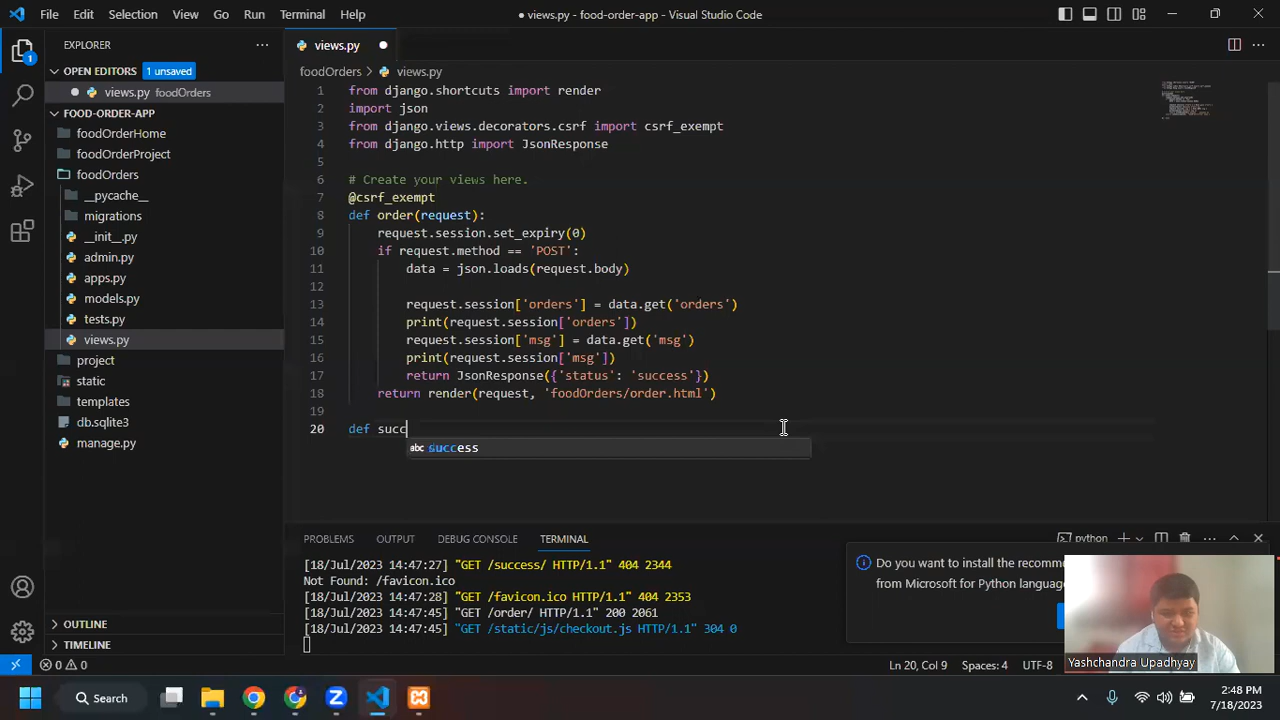 File Edit Selection View Go Run Terminal Help
views.py - food-order-app - Visual Studio Code
EXPLORER
OPEN EDITORS 1 unsaved
views.py foodOrders
FOOD-ORDER-APP
foodOrderHome
foodOrderProject
foodOrders
__pycache__
migrations
__init__.py
admin.py
apps.py
models.py
tests.py
views.py
project
static
templates
db.sqlite3
manage.py
OUTLINE
TIMELINE
1
views.py
foodOrders > views.py
1 from django.shortcuts import render
2 import json
3 from django.views.decorators.csrf import csrf_exempt
4 from django.http import JsonResponse
5
6 # Create your views here.
7 @csrf_exempt
8 def order(request):
9 request.session.set_expiry(0)
10 if request.method == 'POST':
11 data = json.loads(request.body)
12
13 request.session['orders'] = data.get('orders')
14 print(request.session['orders'])
15 request.session['msg'] = data.get('msg')
16 print(request.session['msg'])
17 return JsonResponse({'status': 'success'})
18 return render(request, 'foodOrders/order.html')
19
20 def succ
abc success
PROBLEMS OUTPUT DEBUG CONSOLE TERMINAL
python
[18/Jul/2023 14:47:27] "GET /success/ HTTP/1.1" 404 2344
Not Found: /favicon.ico
[18/Jul/2023 14:47:28] "GET /favicon.ico HTTP/1.1" 404 2353
[18/Jul/2023 14:47:45] "GET /order/ HTTP/1.1" 200 2061
[18/Jul/2023 14:47:45] "GET /static/js/checkout.js HTTP/1.1" 304 0
Do you want to install the recomm
from Microsoft for Python languag
Yashchandra Upadhyay
0 0
Ln 20, Col 9 Spaces: 4 UTF-8
Search
2:48 PM
7/18/2023